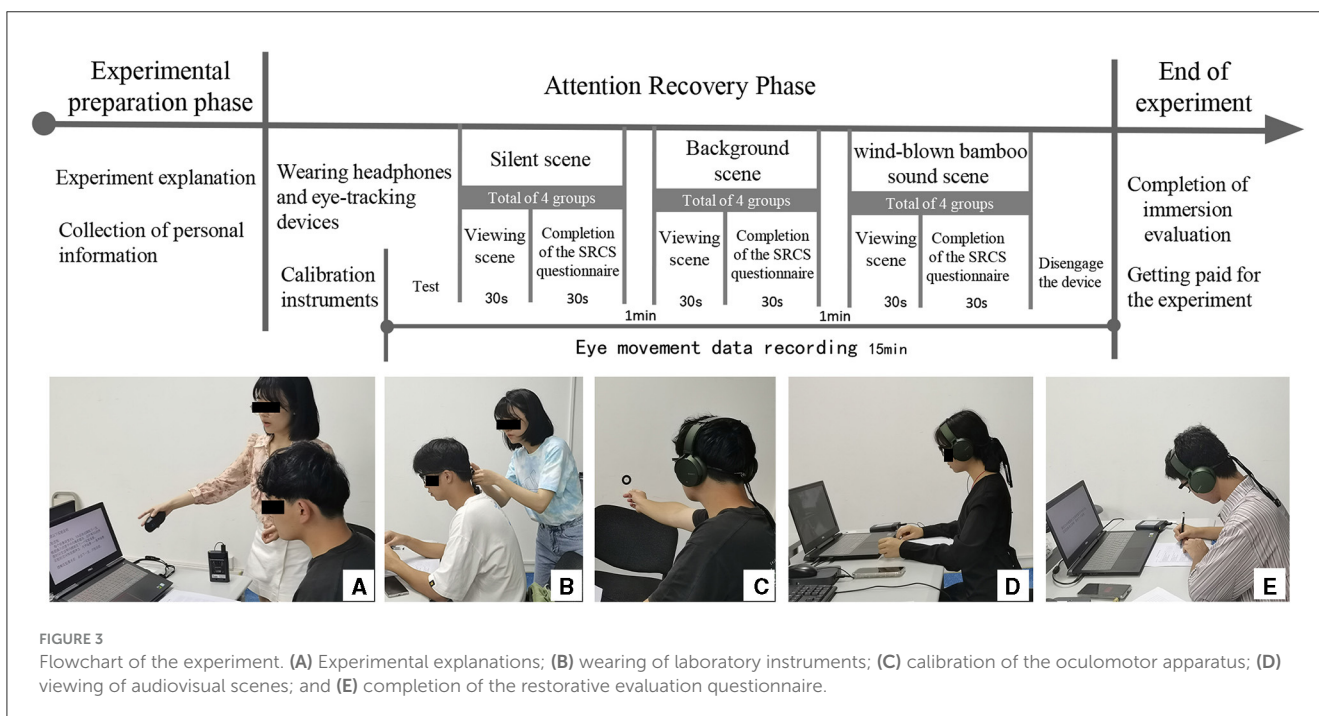 Experimental
preparation phase
Attention Recovery Phase
End of
experiment
Experiment explanation
Collection of personal
information
Wearing headphones
and eye-tracking
devices
Calibration
instruments
Test
Silent scene
Total of 4 groups
Viewing
scene
30s
Completion
of the SRCS
questionnaire
30s
1min
Background
scene
Total of 4 groups
Viewing
scene
30s
Completion
of the SRCS
questionnaire
30s
1min
wind-blown bamboo
sound scene
Total of 4 groups
Viewing
scene
30s
Completion
of the SRCS
questionnaire
30s
Disengage
the device
Completion of
immersion
evaluation
Getting paid for
the experiment
Eye movement data recording 15min
A
B
C
D
E
FIGURE 3
Flowchart of the experiment. (A) Experimental explanations; (B) wearing of laboratory instruments; (C) calibration of the oculomotor apparatus; (D)
viewing of audiovisual scenes; and (E) completion of the restorative evaluation questionnaire.